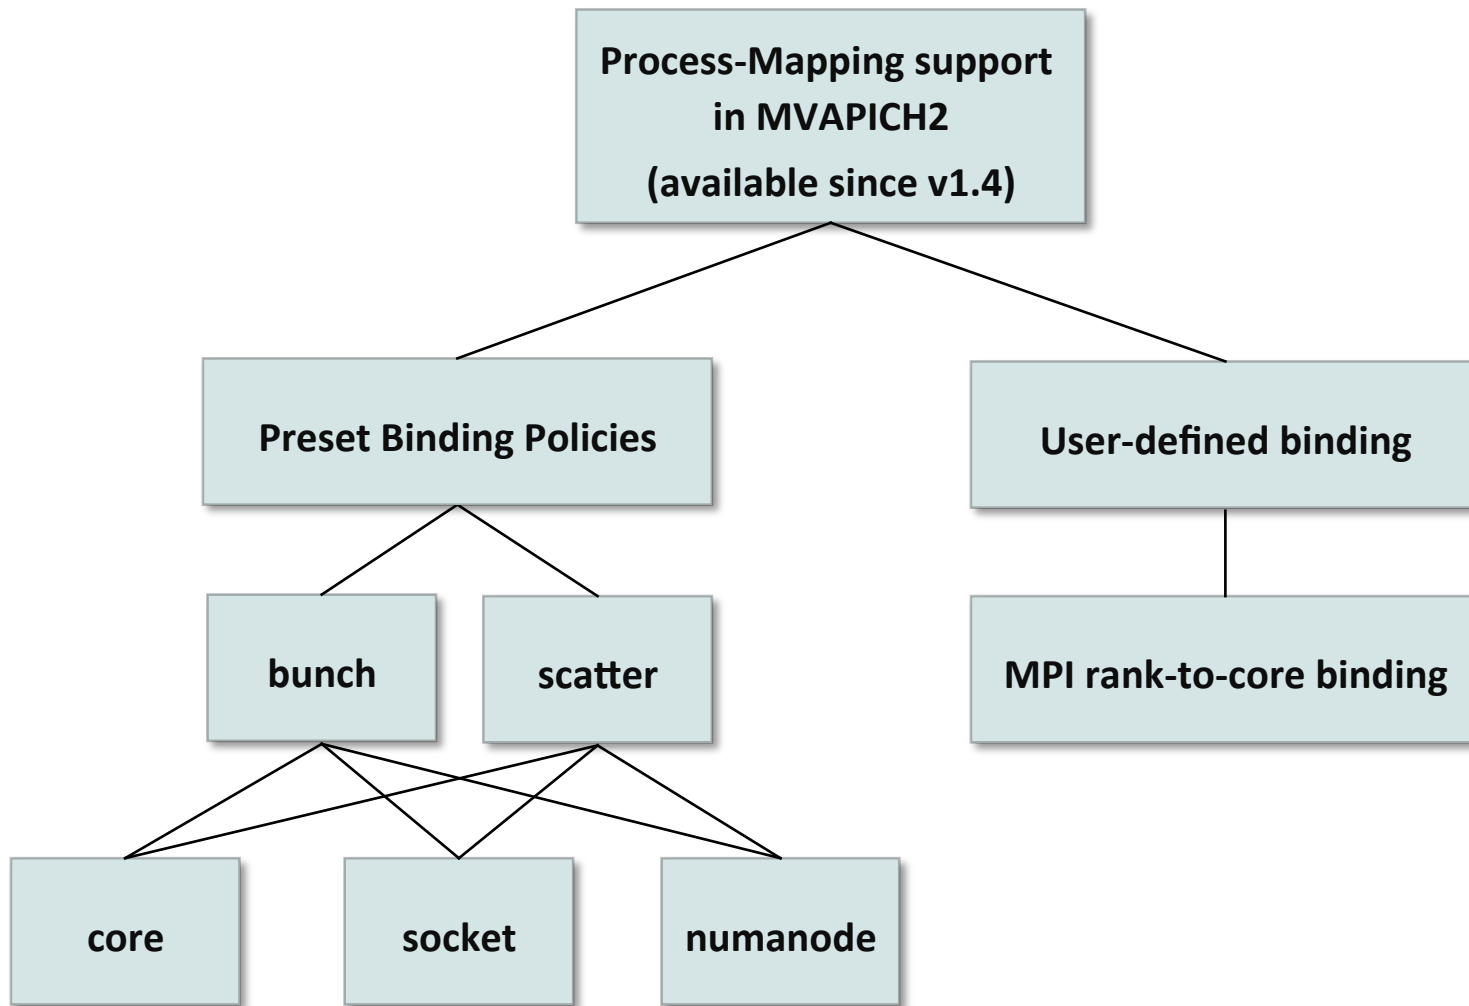 Process-Mapping support
in MVAPICH2
(available since v1.4)
Preset Binding Policies
User-defined binding
bunch
scatter
MPI rank-to-core binding
core
socket
numanode